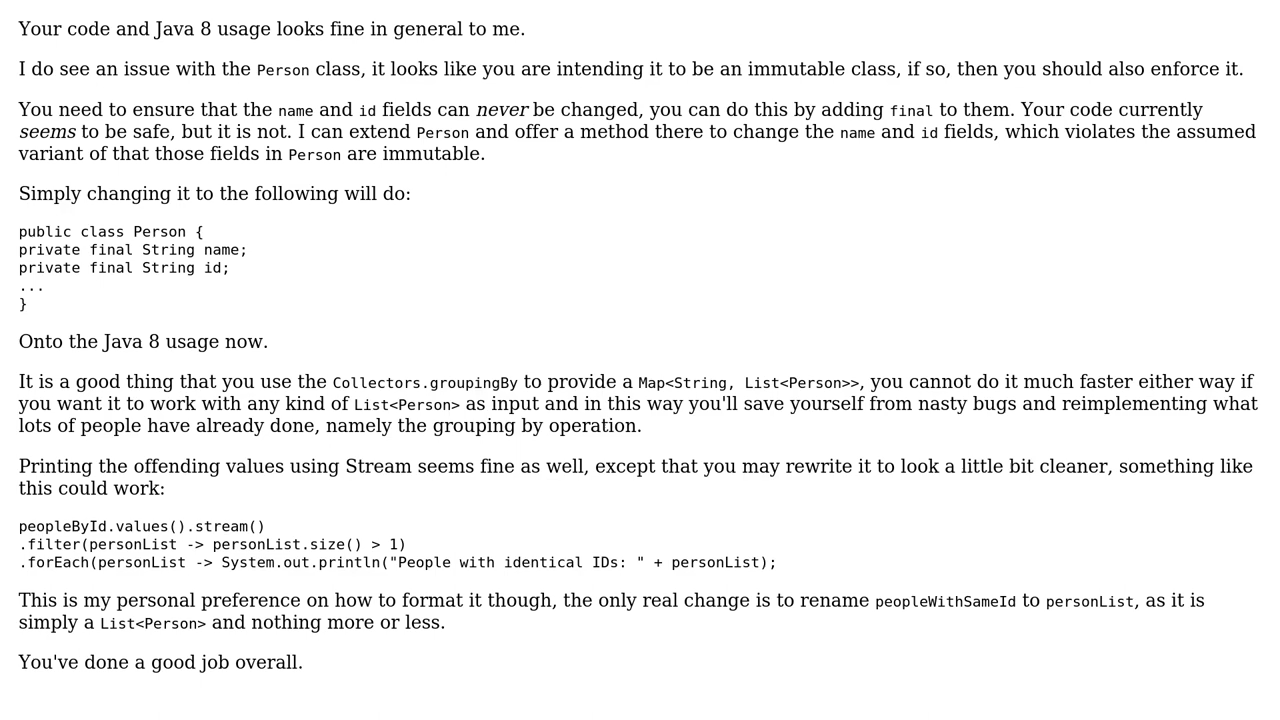 Your code and Java 8 usage looks fine in general to me.
I do see an issue with the Person class, it looks like you are intending it to be an immutable class, if so, then you should also enforce it.
You need to ensure that the name and id fields can never be changed, you can do this by adding final to them. Your code currently
seems to be safe, but it is not. I can extend Person and offer a method there to change the name and id fields, which violates the assumed
variant of that those fields in Person are immutable.
Simply changing it to the following will do:
public class Person {
private final String name;
private final String id;
...
}
Onto the Java 8 usage now.
It is a good thing that you use the Collectors.groupingBy to provide a Map<String, List<Person>>, you cannot do it much faster either way if
you want it to work with any kind of List<Person> as input and in this way you'll save yourself from nasty bugs and reimplementing what
lots of people have already done, namely the grouping by operation.
Printing the offending values using Stream seems fine as well, except that you may rewrite it to look a little bit cleaner, something like
this could work:
peopleById.values().stream()
.filter(personList -> personList.size() > 1)
.forEach(personList -> System.out.println("People with identical IDs: " + personList);
This is my personal preference on how to format it though, the only real change is to rename peopleWithSameId to personList, as it is
simply a List<Person> and nothing more or less.
You've done a good job overall.